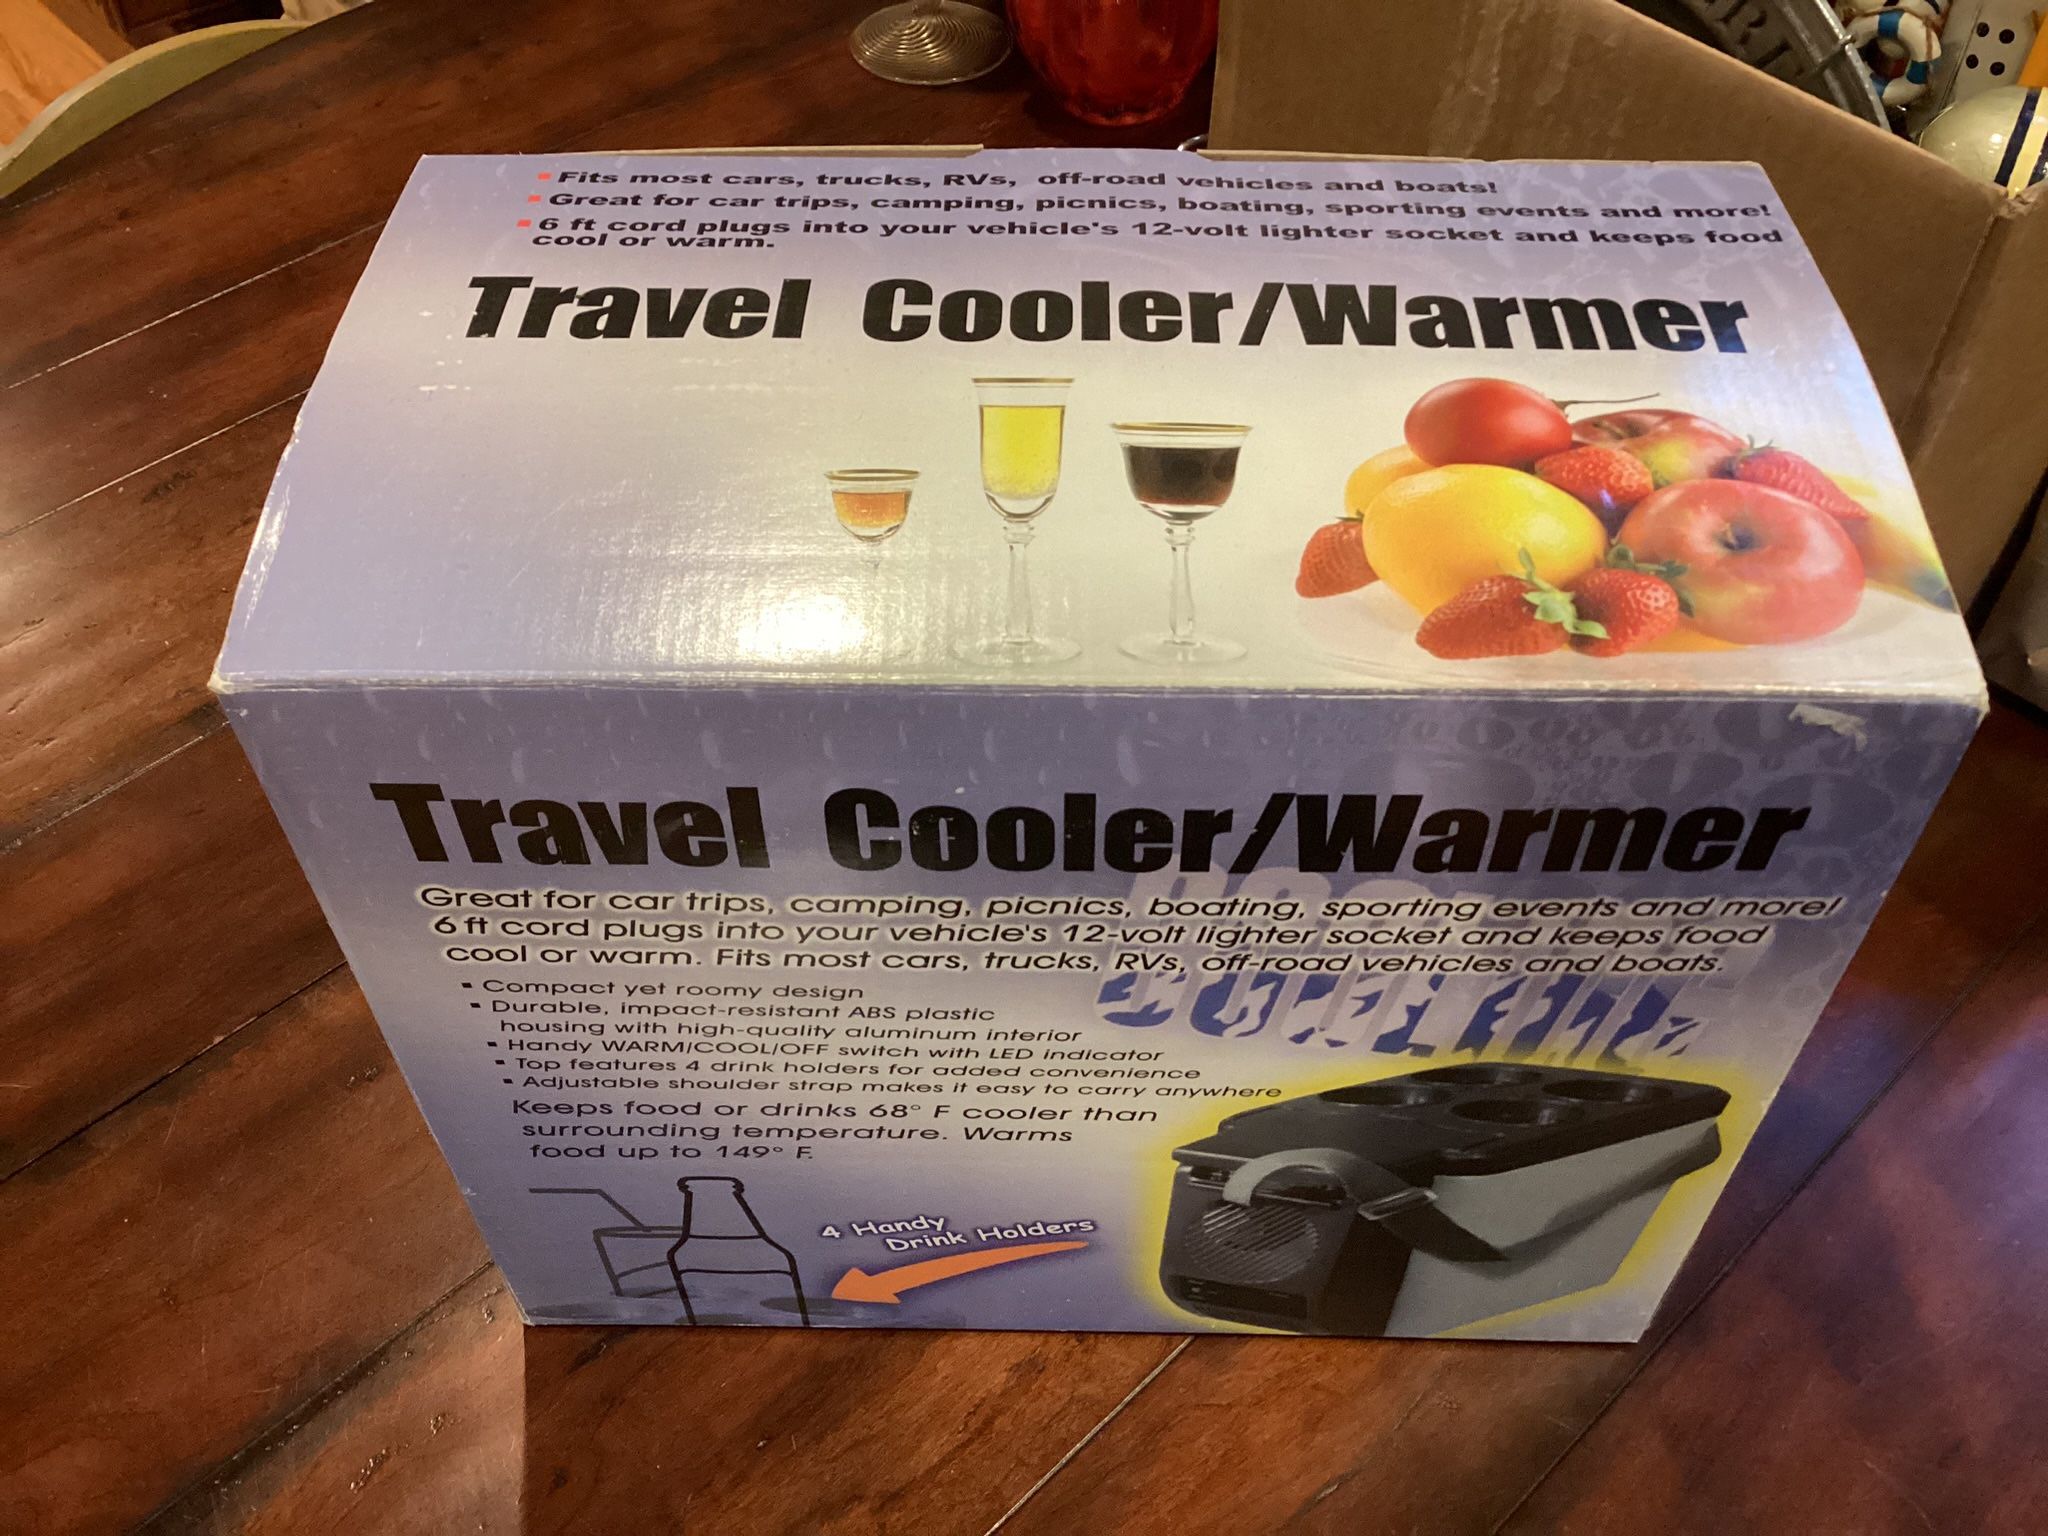 Fits most cars, trucks, RVs, off-road vehicles and boats!
Great for car trips, camping, picnics, boating, sporting events and more!
6 ft cord plugs into your vehicle's 12-volt lighter socket and keeps food
cool or warm.
Travel Cooler/Warmer
Travel Cooler/Warmer
Great for car trips, camping, picnics, boating, sporting events and more!
6 ft cord plugs into your vehicle's 12-volt lighter socket and keeps food
cool or warm. Fits most cars, trucks, RVs, off-road vehicles and boats.
Compact yet roomy design
Durable, impact-resistant ABS plastic
housing with high-quality aluminum interior
Handy WARM/COOL/OFF switch with LED indicator
Top features 4 drink holders for added convenience
Adjustable shoulder strap makes it easy to carry anywhere
Keeps food or drinks 68° F cooler than
surrounding temperature. Warms
food up to 149° F.
4 Handy
Drink Holders